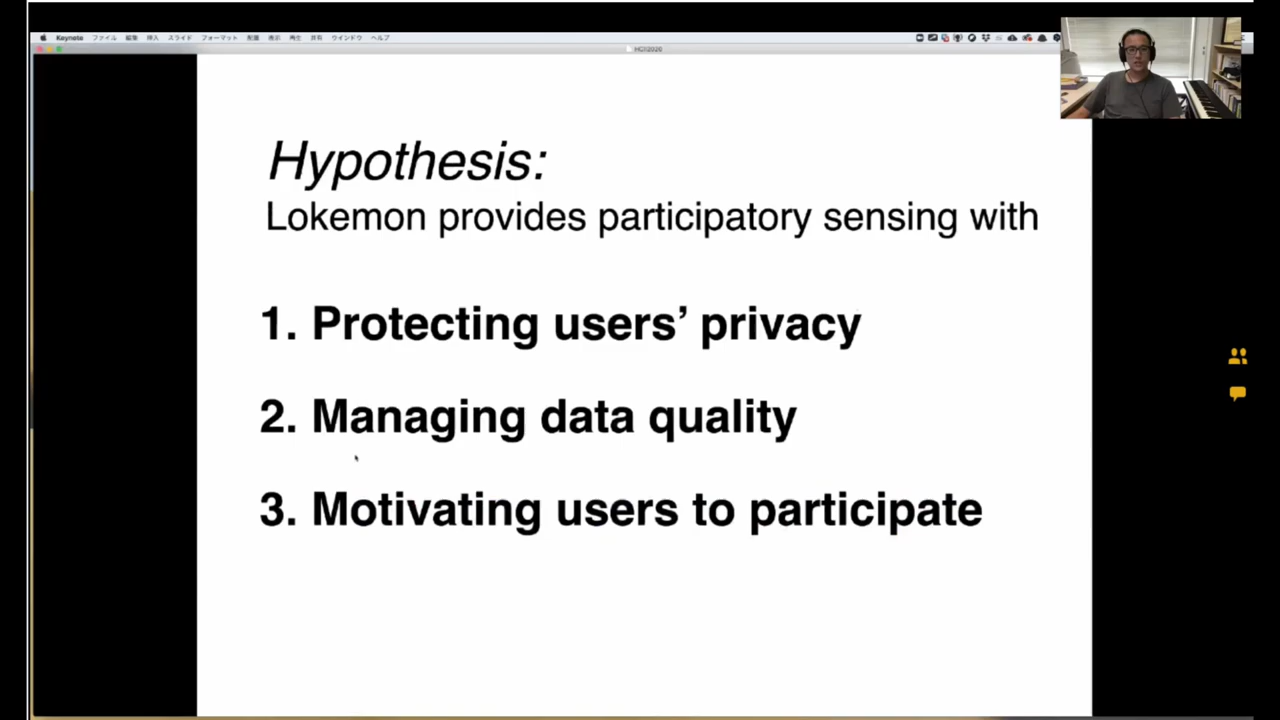 Keynote ファイル 編集 挿入 スライド フォーマット 配置 表示 再生 共有 ウインドウ ヘルプ
HCII2020
Hypothesis:
Lokemon provides participatory sensing with
1. Protecting users’ privacy
2. Managing data quality
3. Motivating users to participate